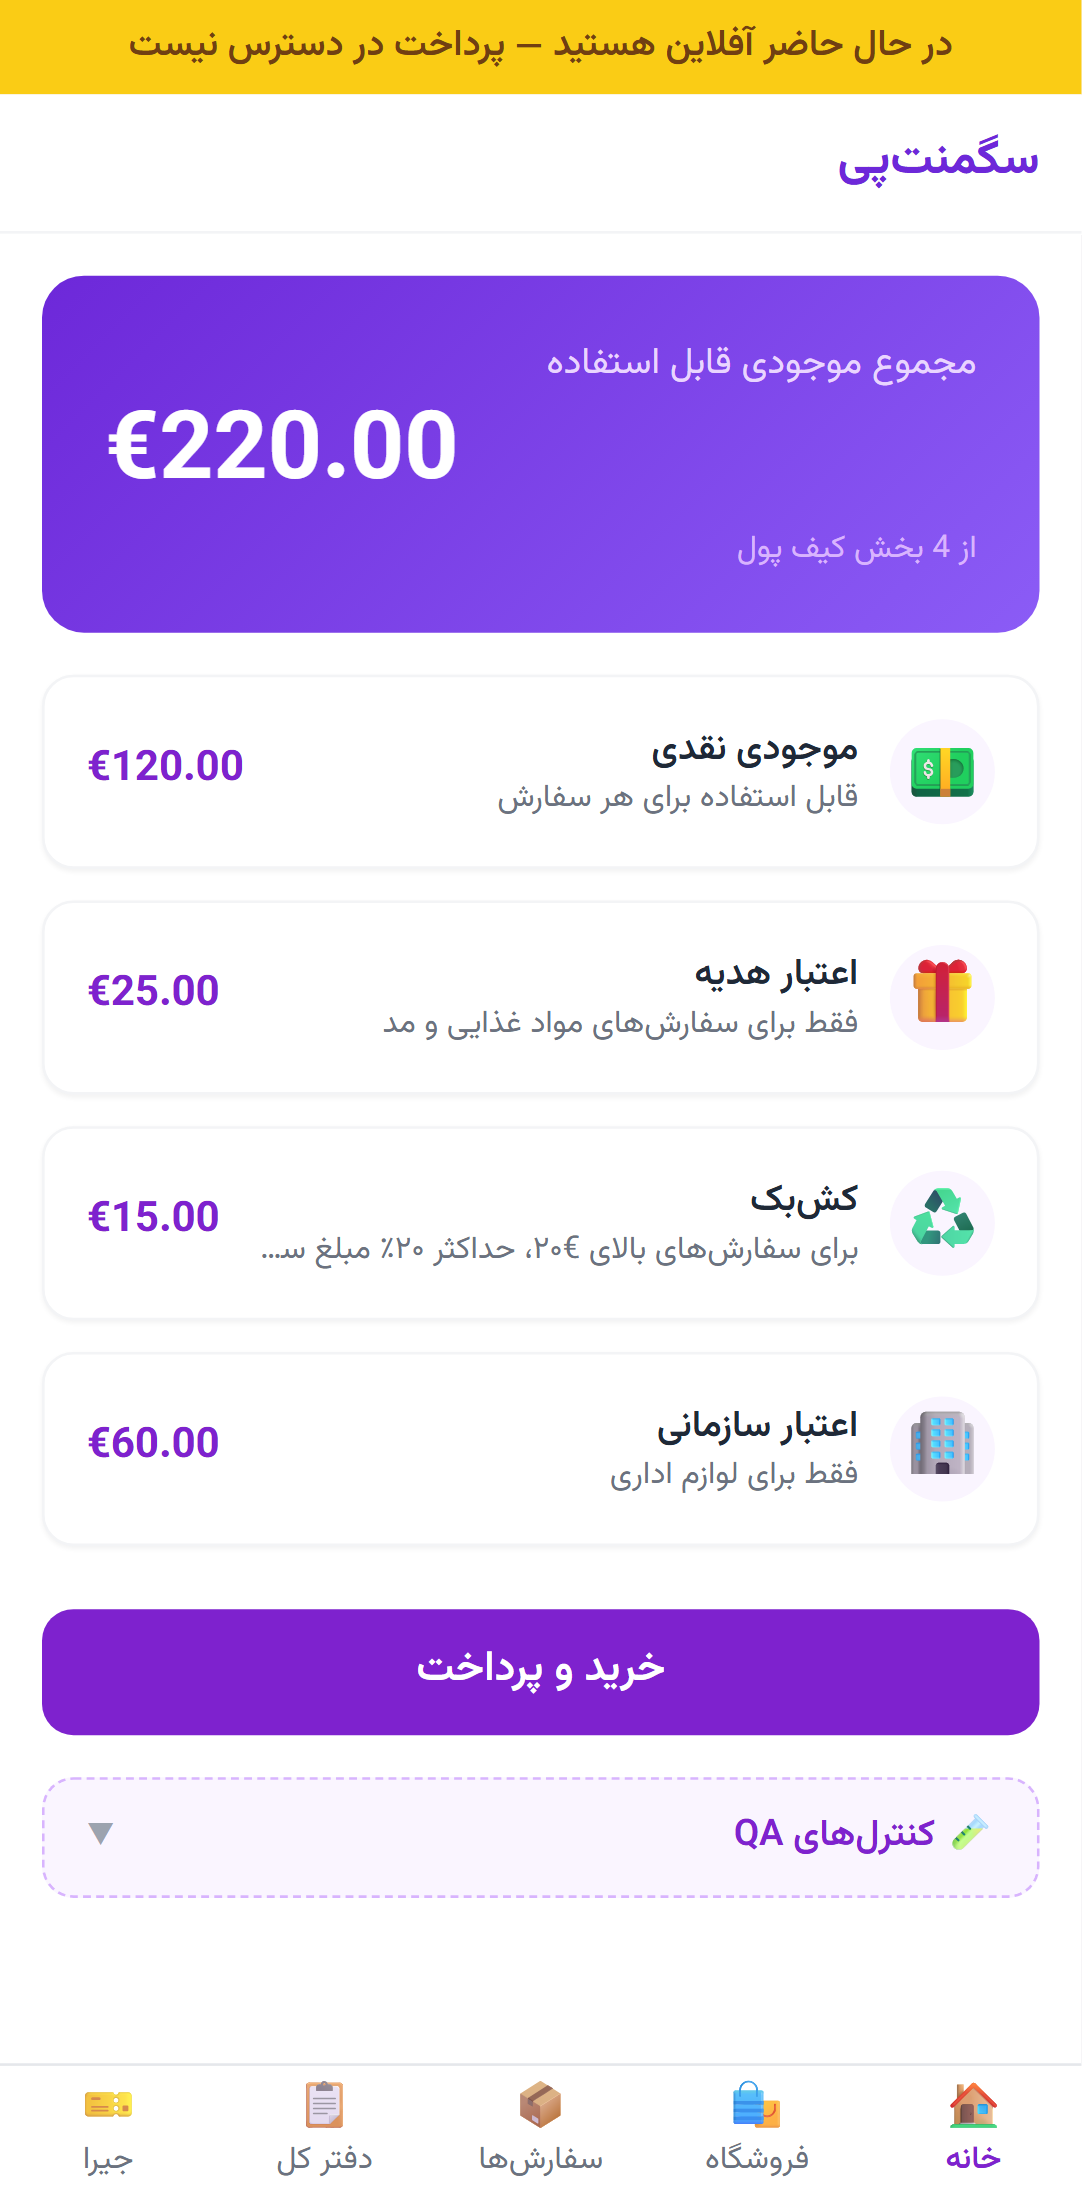 در حال حاضر آفلاین هستید — پرداخت در دسترس نیست
سگمنت‌پی
مجموع موجودی قابل استفاده
€220.00
از 4 بخش کیف پول
موجودی نقدی
قابل استفاده برای هر سفارش
€120.00
اعتبار هدیه
فقط برای سفارش‌های مواد غذایی و مد
€25.00
کش‌بک
برای سفارش‌های بالای €۲۰، حداکثر ۲۰٪ مبلغ س...
€15.00
اعتبار سازمانی
فقط برای لوازم اداری
€60.00
خرید و پرداخت
کنترل‌های QA
خانه
فروشگاه
سفارش‌ها
دفتر کل
جیرا